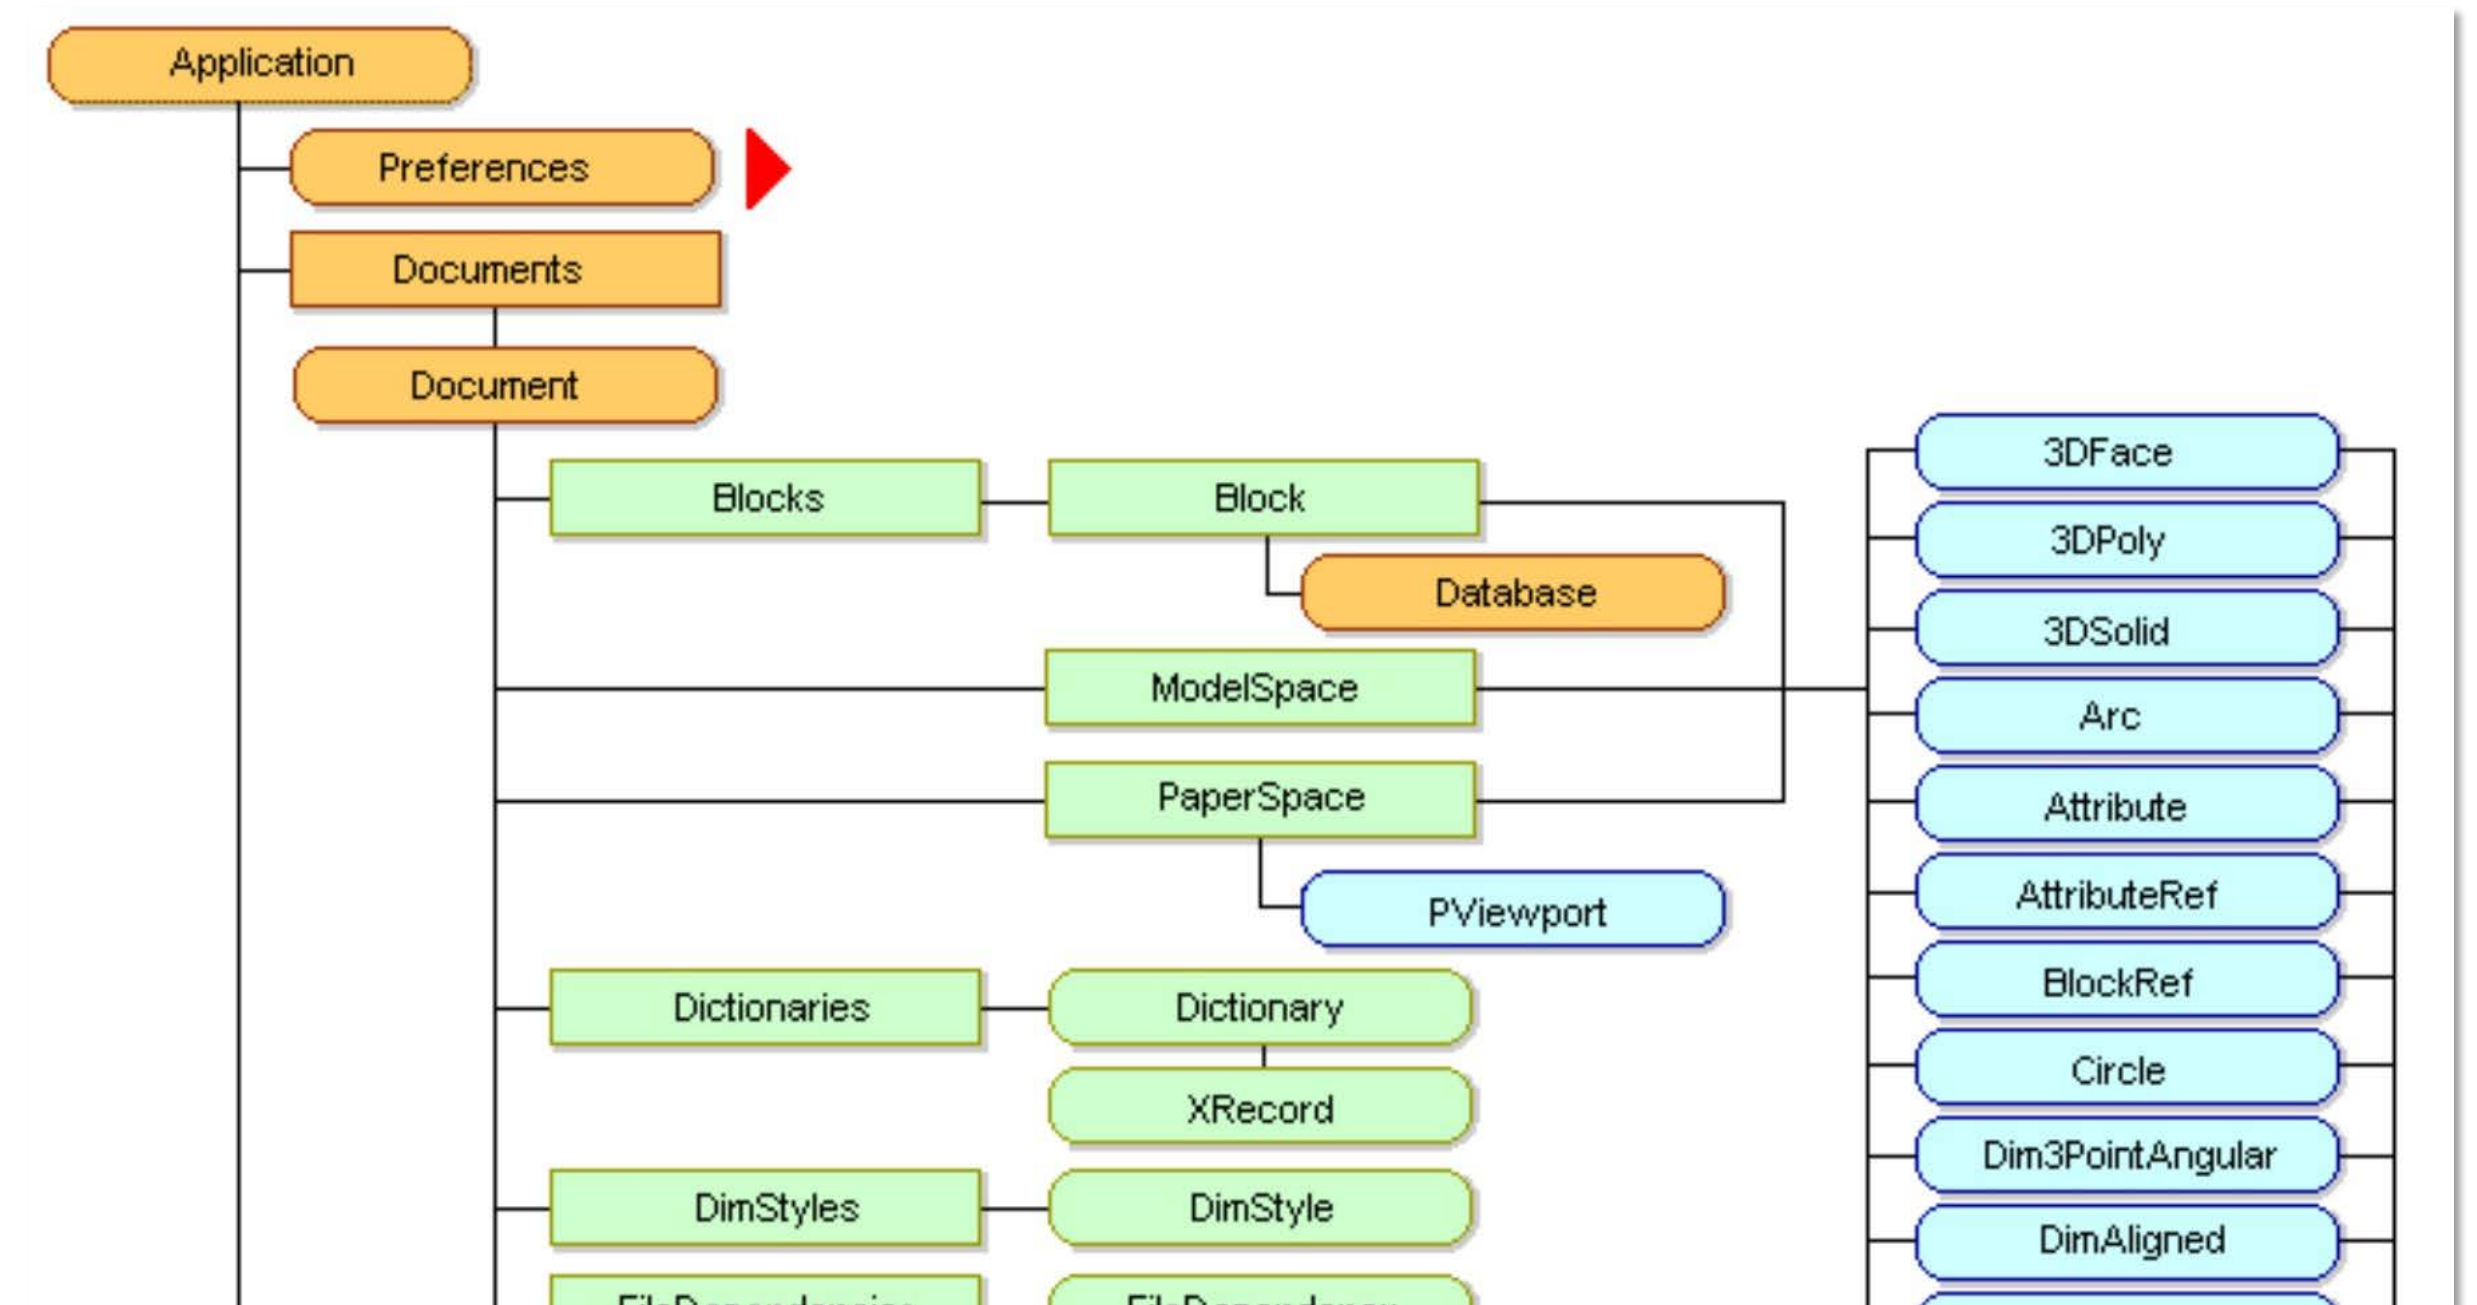 Application
Preferences
Documents
Document
Blocks
Block
Database
ModelSpace
PaperSpace
PViewport
Dictionaries
Dictionary
XRecord
DimStyles
DimStyle
3DFace
3DPoly
3DSolid
Arc
Attribute
AttributeRef
BlockRef
Circle
Dim3PointAngular
DimAligned